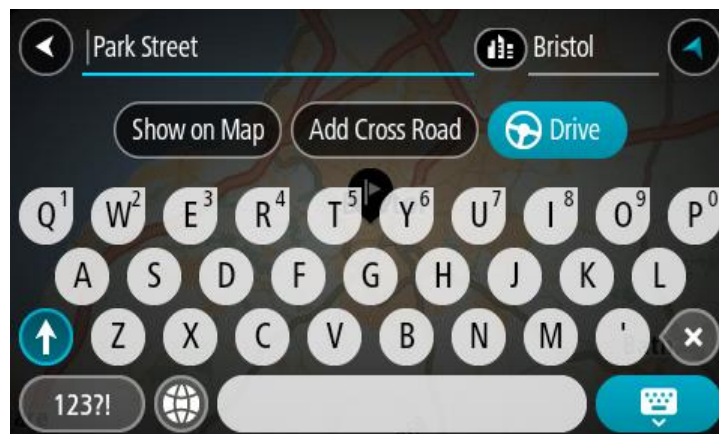 Park Street Bristol
Show on Map Add Cross Road Drive
Q1 W2 E3 R4 T5 Y6 U7 I8 O9 P0
A S D F G H J K L
Z X C V B N M '
123?!